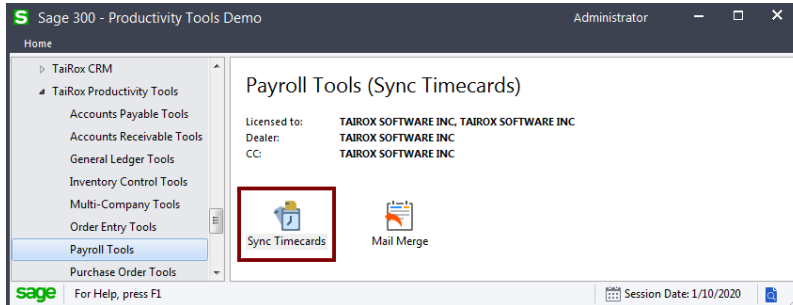 S Sage 300 - Productivity Tools Demo Administrator
Home
TaiRox CRM
TaiRox Productivity Tools
Accounts Payable Tools
Accounts Receivable Tools
General Ledger Tools
Inventory Control Tools
Multi-Company Tools
Order Entry Tools
Payroll Tools
Purchase Order Tools
Payroll Tools (Sync Timecards)
Licensed to: TAIROX SOFTWARE INC, TAIROX SOFTWARE INC
Dealer: TAIROX SOFTWARE INC
CC: TAIROX SOFTWARE INC
Sync Timecards Mail Merge
sage For Help, press F1 Session Date: 1/10/2020